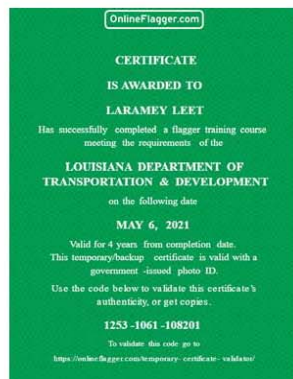 OnlineFlagger.com
CERTIFICATE
IS AWARDED TO
LARAMEY LEET
Has successfully completed a flagger training course
meeting the requirements of the
LOUISIANA DEPARTMENT OF
TRANSPORTATION & DEVELOPMENT
on the following date
MAY 6, 2021
Valid for 4 years from completion date.
This temporary/backup certificate is valid with a
government -issued photo ID.
Use the code below to validate this certificate's
authenticity, or get copies.
1253 -1061 -108201
To validate this code go to
https://onlineflagger.com/temporary- certificate- validator/